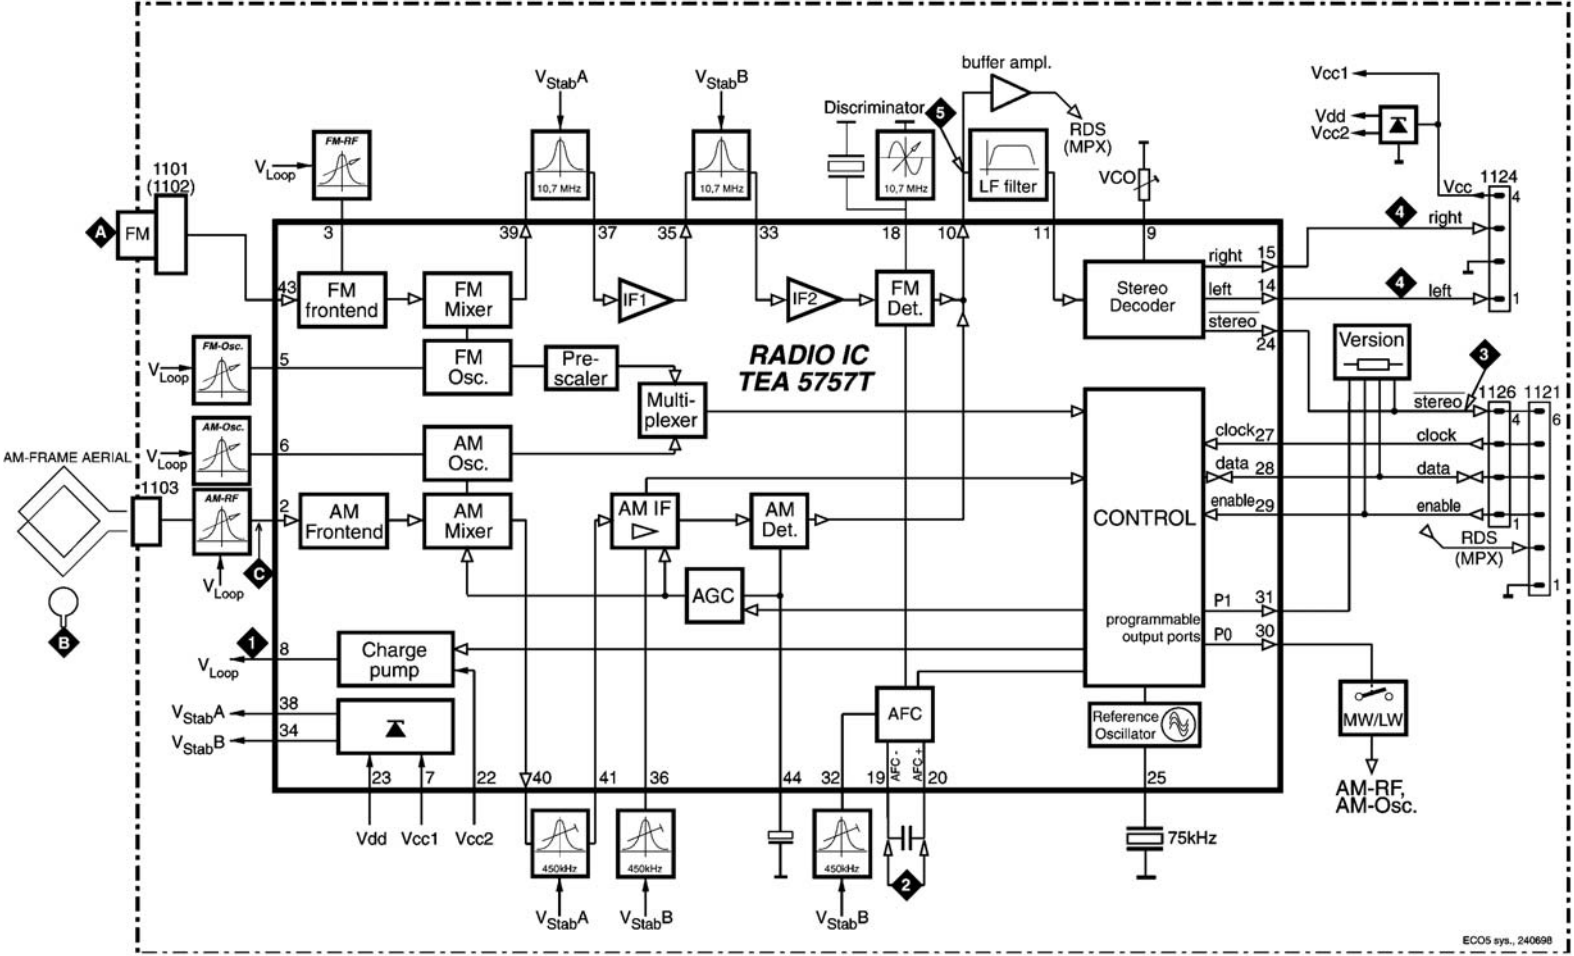 buffer ampl.
VStabA
VStabB
Vcc1
Discriminator
5
Vdd
Vcc2
RDS
(MPX)
FM-RF
VLoop
10,7 MHz
10,7 MHz
10,7 MHz
LF filter
VCO
1101
(1102)
1124
Vcc
4
4
right
A
FM
3
39
37
35
33
18
10
11
9
right
15
43
FM
frontend
FM
Mixer
IF1
IF2
FM
Det.
Stereo
Decoder
left
14
4
left
1
stereo
24
FM-Osc.
VLoop
5
FM
Osc.
Pre-
scaler
RADIO IC
TEA 5757T
Version
3
Multi-
plexer
stereo
1126
1121
4
6
AM-Osc.
VLoop
6
AM
Osc.
clock
27
clock
AM-FRAME AERIAL
data
28
data
1103
AM-RF
2
AM
Frontend
AM
Mixer
AM IF
AM
Det.
CONTROL
enable
29
enable
1
RDS
(MPX)
C
VLoop
AGC
1
B
P1
31
programmable
output ports
P0
30
1
VLoop
8
Charge
pump
VStabA
38
VStabB
34
AFC
Reference
Oscillator
MW/LW
AFC -
AFC +
23
7
22
40
41
36
44
32
19
20
25
AM-RF,
AM-Osc.
Vdd
Vcc1
Vcc2
450kHz
450kHz
450kHz
2
75kHz
VStabA
VStabB
VStabB
ECO5 sys., 240698